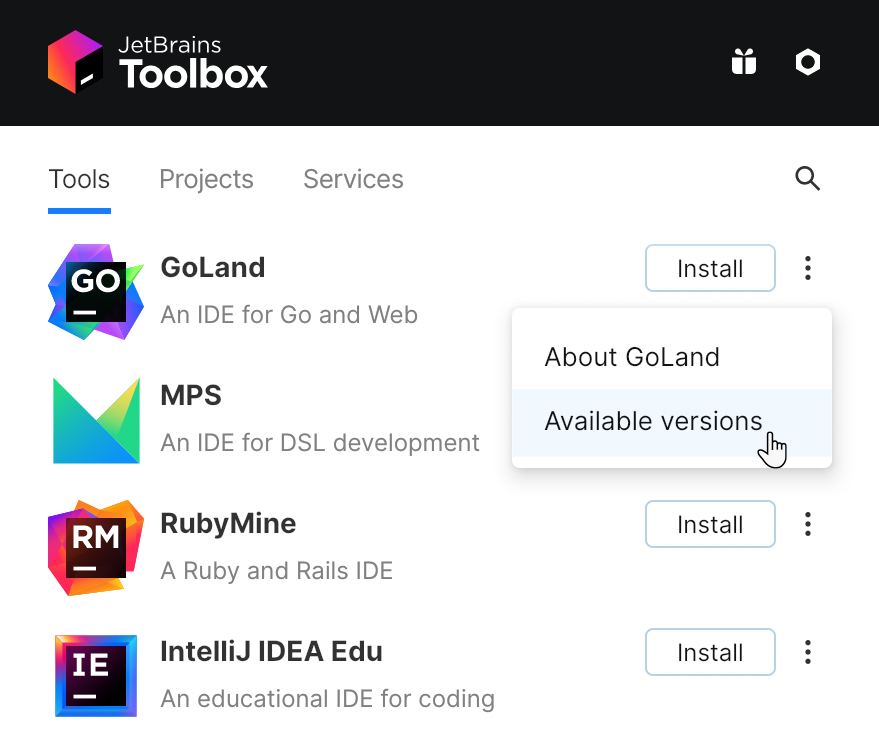 JetBrains
Toolbox
Tools Projects Services
GO
GoLand
Install
An IDE for Go and Web
About GoLand
Available versions
MPS
An IDE for DSL development
RM
RubyMine
Install
A Ruby and Rails IDE
IE
IntelliJ IDEA Edu
Install
An educational IDE for coding